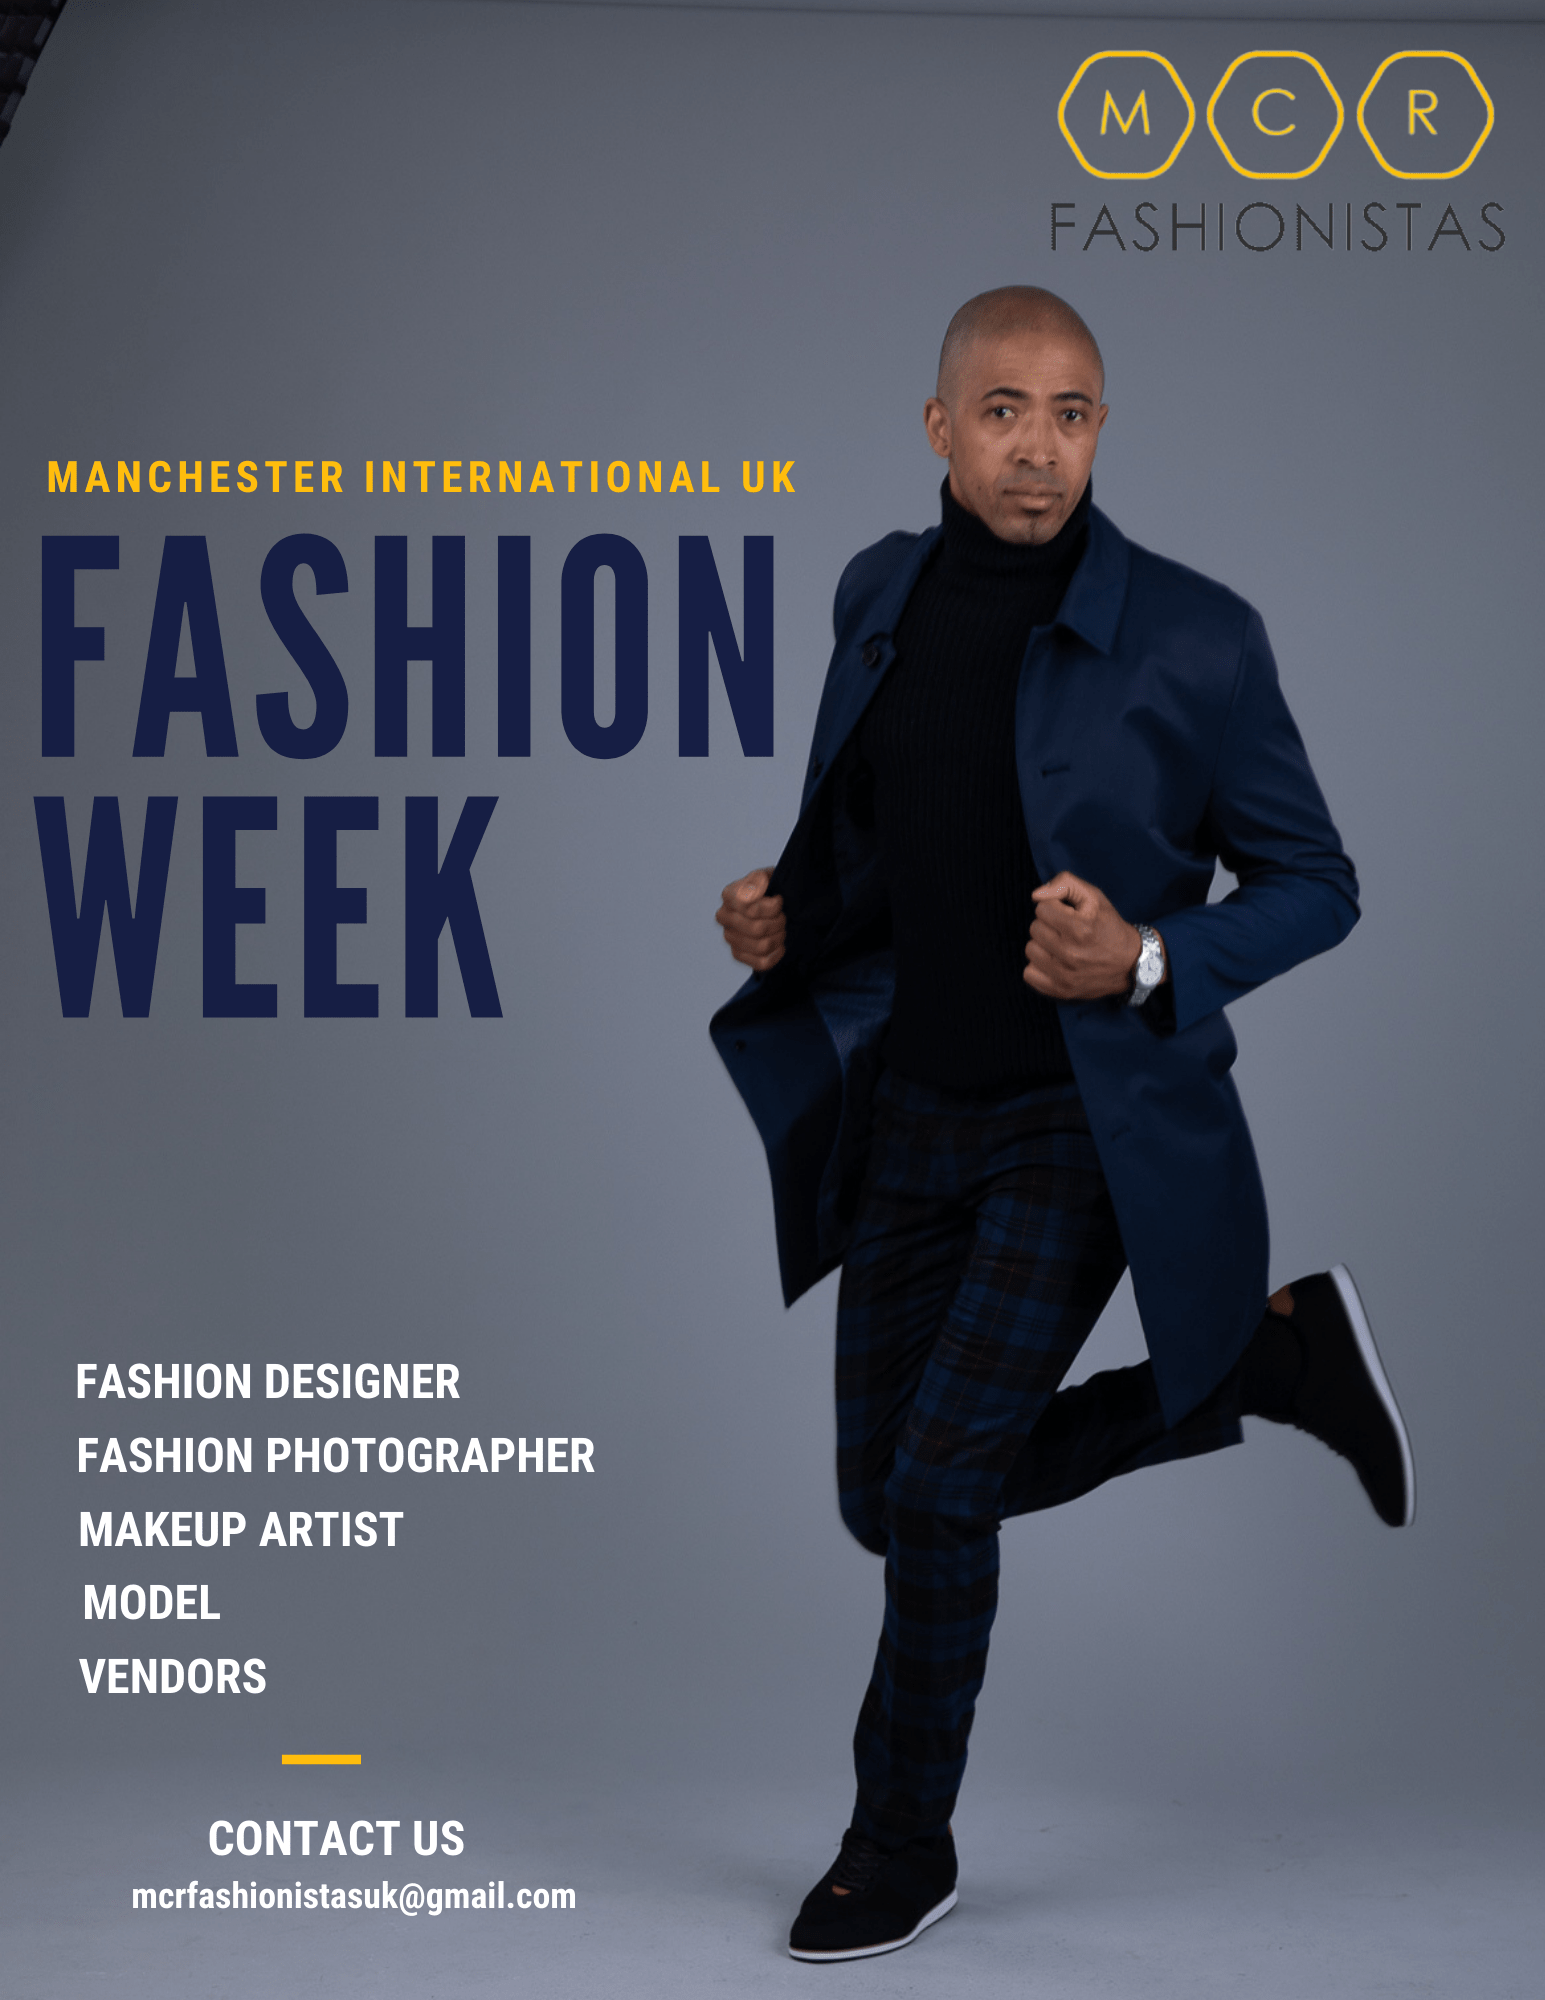 M C R
FASHIONISTAS
MANCHESTER INTERNATIONAL UK
FASHION
WEEK
FASHION DESIGNER
FASHION PHOTOGRAPHER
MAKEUP ARTIST
MODEL
VENDORS
CONTACT US
mcrfashionistasuk@gmail.com